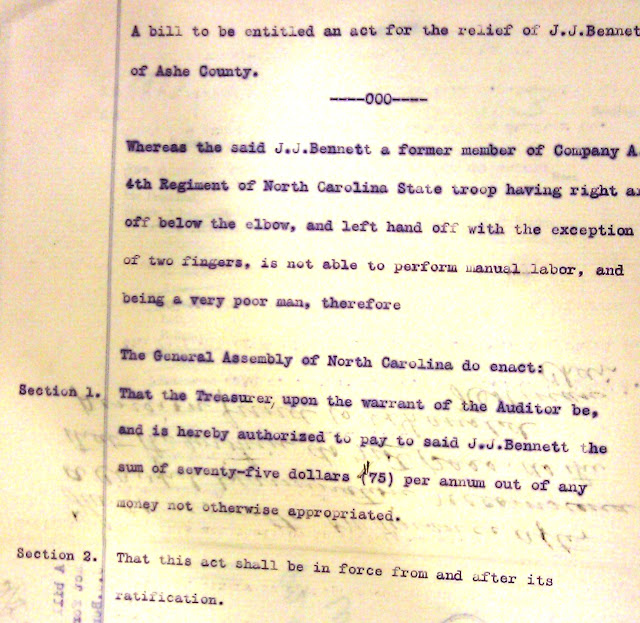 A bill to be entitled an act for the relief of J.J.Bennet
of Ashe County.
----OOO----
Whereas the said J.J.Bennett a former member of Company A
4th Regiment of North Carolina State troop having right a
off below the elbow, and left hand off with the exception
of two fingers, is not able to perform manual labor, and
being a very poor man, therefore
The General Assembly of North Carolina do enact:
Section 1. That the Treasurer upon the warrant of the Auditor be,
and is hereby authorized to pay to said J.J.Bennett the
sum of seventy-five dollars (75) per annum out of any
money not otherwise appropriated.
Section 2. That this act shall be in force from and after its
ratification.